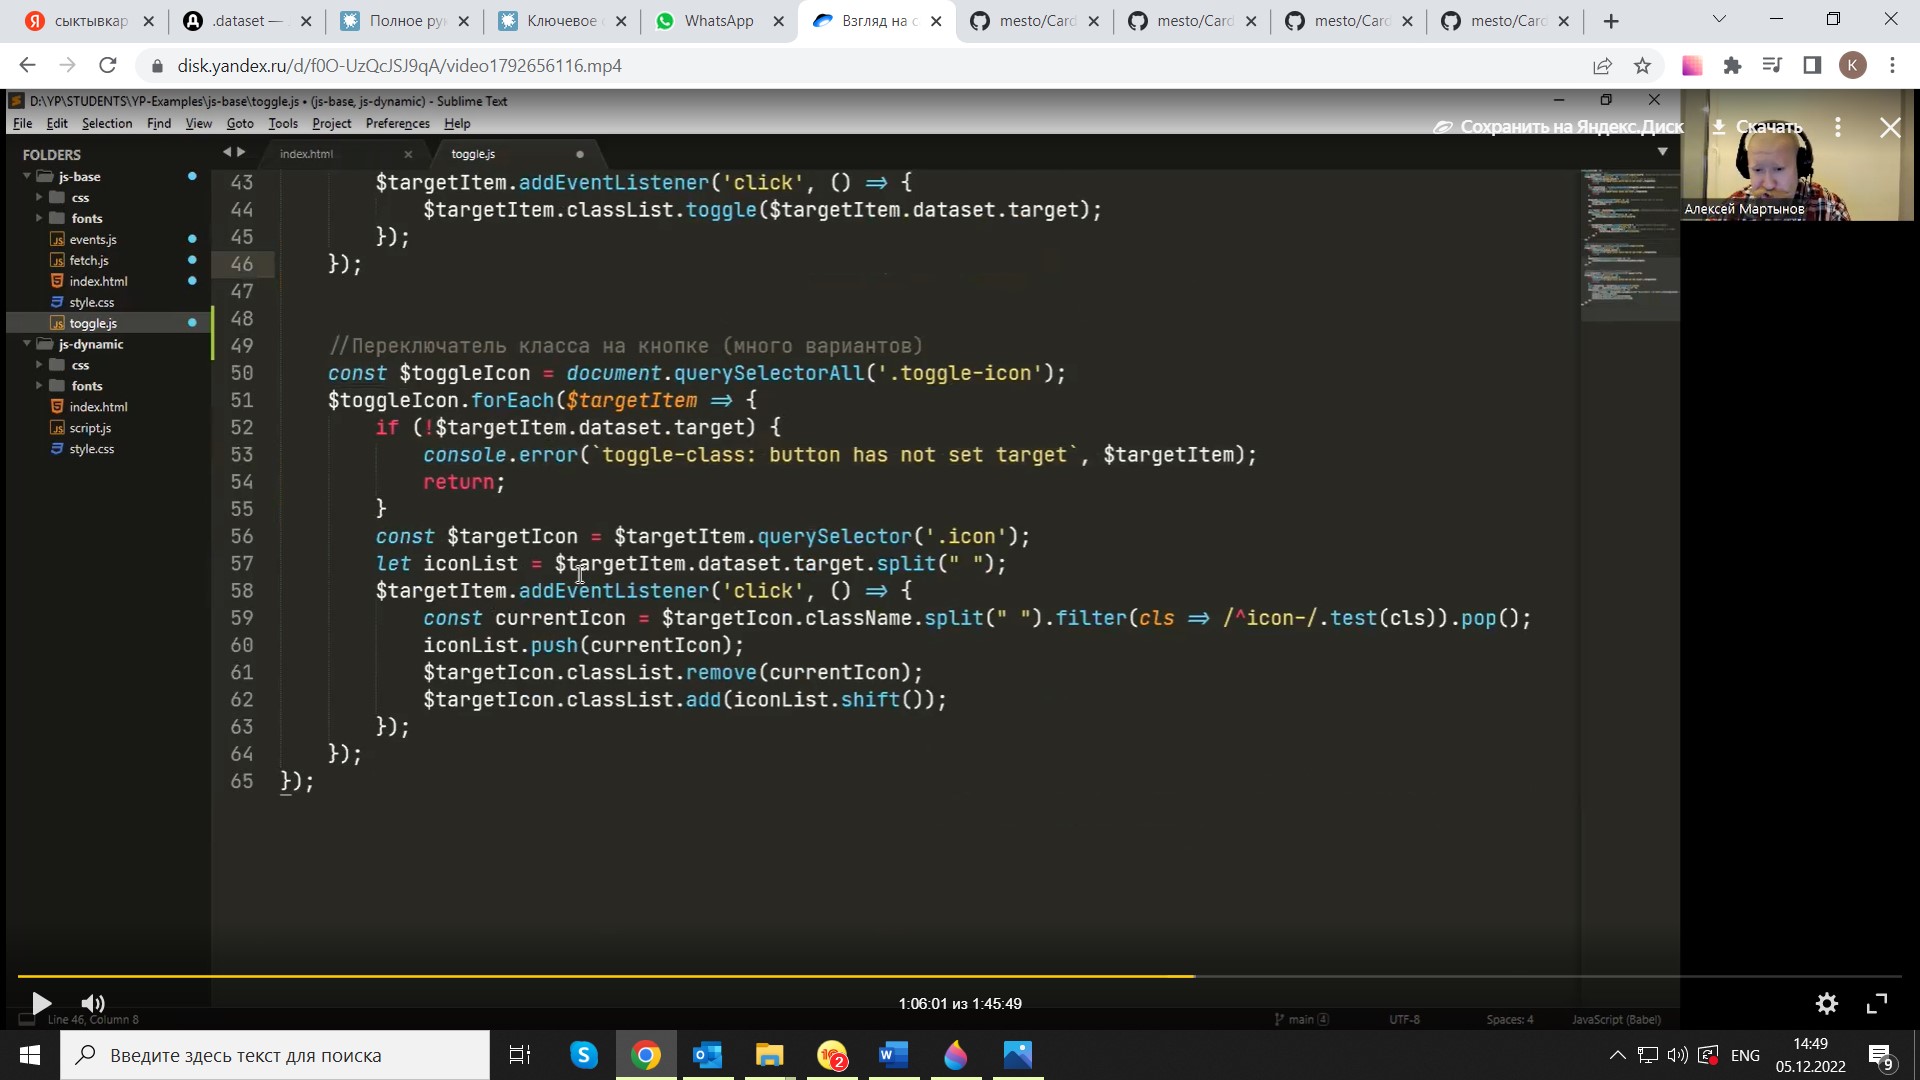 сыктывкар
.dataset —
Полное рук
Ключевое с
WhatsApp
Взгляд на с
mesto/Card
mesto/Card
mesto/Card
mesto/Card
disk.yandex.ru/d/f0O-UzQcJSJ9qA/video1792656116.mp4
K
D:\YP\STUDENTS\YP-Examples\js-base\toggle.js • (js-base, js-dynamic) - Sublime Text
File Edit Selection Find View Goto Tools Project Preferences Help
Сохранить на Яндекс.Диск
Скачать
Алексей Мартынов
FOLDERS
js-base
css
fonts
events.js
fetch.js
index.html
style.css
toggle.js
js-dynamic
css
fonts
index.html
script.js
style.css
index.html
toggle.js
43 $targetItem.addEventListener('click', () ⇒ {
44 $targetItem.classList.toggle($targetItem.dataset.target);
45 });
46 });
47
48
49 //Переключатель класса на кнопке (много вариантов)
50 const $toggleIcon = document.querySelectorAll('.toggle-icon');
51 $toggleIcon.forEach($targetItem ⇒ {
52 if (!$targetItem.dataset.target) {
53 console.error(`toggle-class: button has not set target`, $targetItem);
54 return;
55 }
56 const $targetIcon = $targetItem.querySelector('.icon');
57 let iconList = $targetItem.dataset.target.split(" ");
58 $targetItem.addEventListener('click', () ⇒ {
59 const currentIcon = $targetIcon.className.split(" ").filter(cls ⇒ /^icon-/.test(cls)).pop();
60 iconList.push(currentIcon);
61 $targetIcon.classList.remove(currentIcon);
62 $targetIcon.classList.add(iconList.shift());
63 });
64 });
65 });
1:06:01 из 1:45:49
Line 46, Column 8
main 4
UTF-8
Spaces: 4
JavaScript (Babel)
Введите здесь текст для поиска
2
ENG
14:49
05.12.2022
9